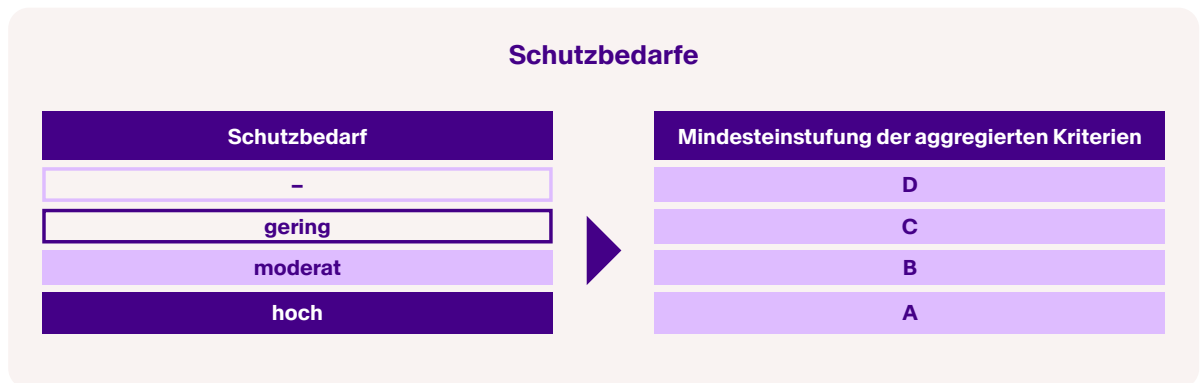 Schutzbedarfe
Schutzbedarf
Mindesteinstufung der aggregierten Kriterien
–
D
gering
C
moderat
B
hoch
A